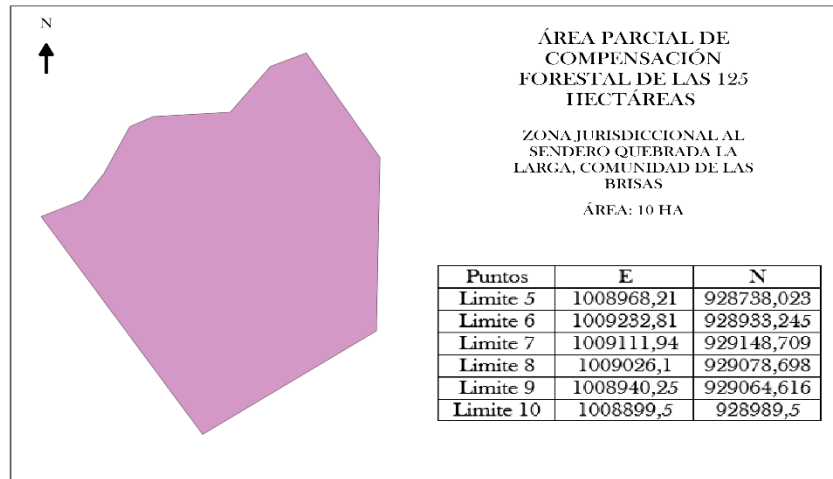 N
ÁREA PARCIAL DE
COMPENSACIÓN
FORESTAL DE LAS 125
HECTÁREAS
ZONA JURISDICCIONAL AL
SENDERO QUEBRADA LA
LARGA, COMUNIDAD DE LAS
BRISAS
ÁREA: 10 HA
Puntos E N
Limite 5 1008968,21 928738,023
Limite 6 1009232,81 928933,245
Limite 7 1009111,94 929148,709
Limite 8 1009026,1 929078,698
Limite 9 1008940,25 929064,616
Limite 10 1008899,5 928989,5